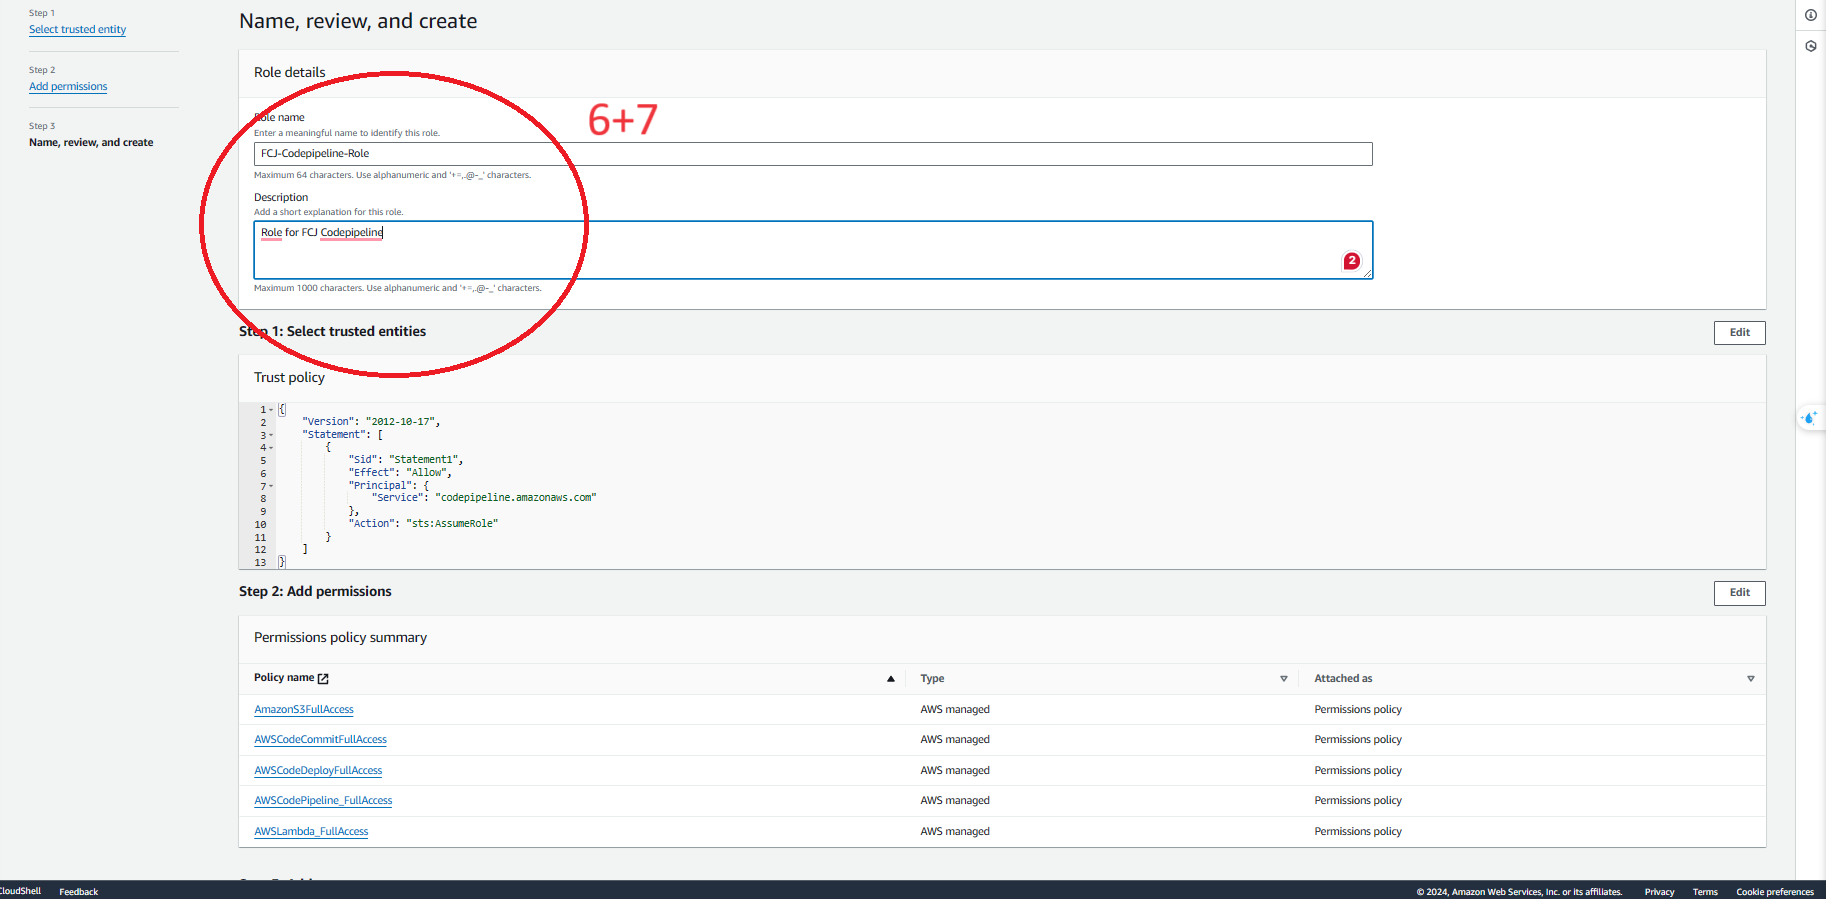 Step 1
Select trusted entity
Step 2
Add permissions
Step 3
Name, review, and create
Name, review, and create
Role details
6+7
Role name
Enter a meaningful name to identify this role.
FCJ-Codepipeline-Role
Maximum 64 characters. Use alphanumeric and '+=,.@-_' characters.
Description
Add a short explanation for this role.
Role for FCJ Codepipeline
2
Maximum 1000 characters. Use alphanumeric and '+=,.@-_' characters.
Step 1: Select trusted entities
Edit
Trust policy
1 {
2 "Version": "2012-10-17",
3 "Statement": [
4 {
5 "Sid": "Statement1",
6 "Effect": "Allow",
7 "Principal": {
8 "Service": "codepipeline.amazonaws.com"
9 },
10 "Action": "sts:AssumeRole"
11 }
12 ]
13 }
Step 2: Add permissions
Edit
Permissions policy summary
Policy name Type Attached as
AmazonS3FullAccess AWS managed Permissions policy
AWSCodeCommitFullAccess AWS managed Permissions policy
AWSCodeDeployFullAccess AWS managed Permissions policy
AWSCodePipeline_FullAccess AWS managed Permissions policy
AWSLambda_FullAccess AWS managed Permissions policy
CloudShell Feedback © 2024, Amazon Web Services, Inc. or its affiliates. Privacy Terms Cookie preferences